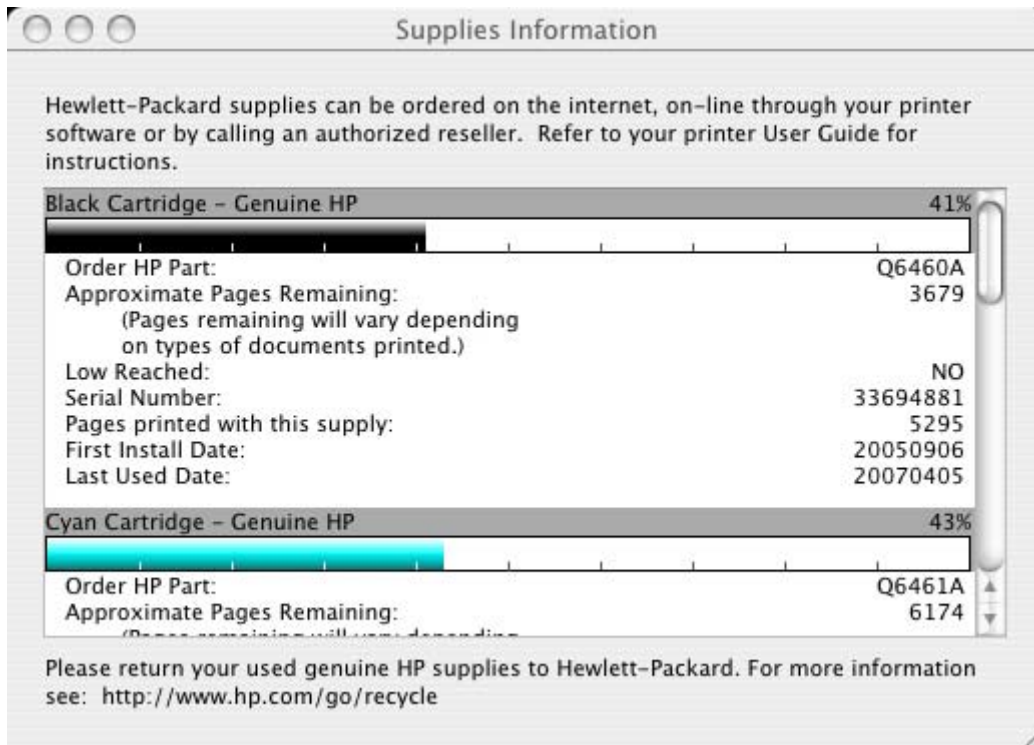 Supplies Information
Hewlett-Packard supplies can be ordered on the internet, on-line through your printer
software or by calling an authorized reseller.  Refer to your printer User Guide for
instructions.
Black Cartridge - Genuine HP 41%
Order HP Part: Q6460A
Approximate Pages Remaining: 3679
(Pages remaining will vary depending
on types of documents printed.)
Low Reached: NO
Serial Number: 33694881
Pages printed with this supply: 5295
First Install Date: 20050906
Last Used Date: 20070405
Cyan Cartridge - Genuine HP 43%
Order HP Part: Q6461A
Approximate Pages Remaining: 6174
(Pages remaining will vary depending
Please return your used genuine HP supplies to Hewlett-Packard. For more information
see:  http://www.hp.com/go/recycle